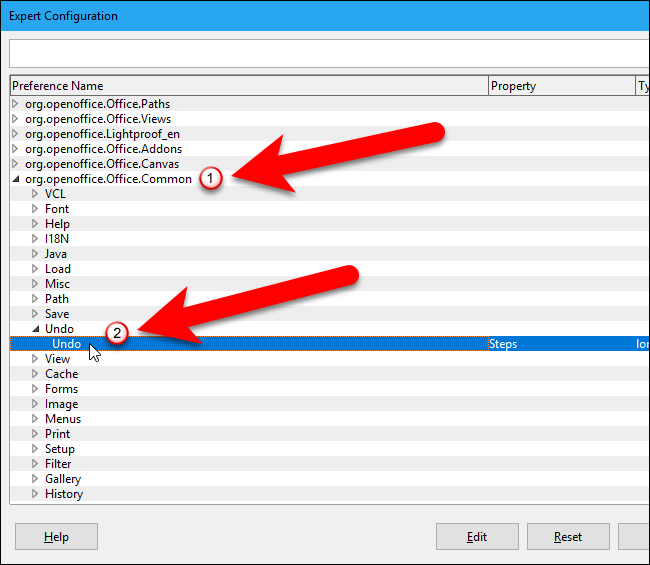 Expert Configuration
Preference Name Property Ty
org.openoffice.Office.Paths
org.openoffice.Office.Views
org.openoffice.Lightproof_en
org.openoffice.Office.Addons
org.openoffice.Office.Canvas
org.openoffice.Office.Common 1
VCL
Font
Help
I18N
Java
Load
Misc
Path
Save
Undo 2
Undo Steps lon
View
Cache
Forms
Image
Menus
Print
Setup
Filter
Gallery
History
Help Edit Reset